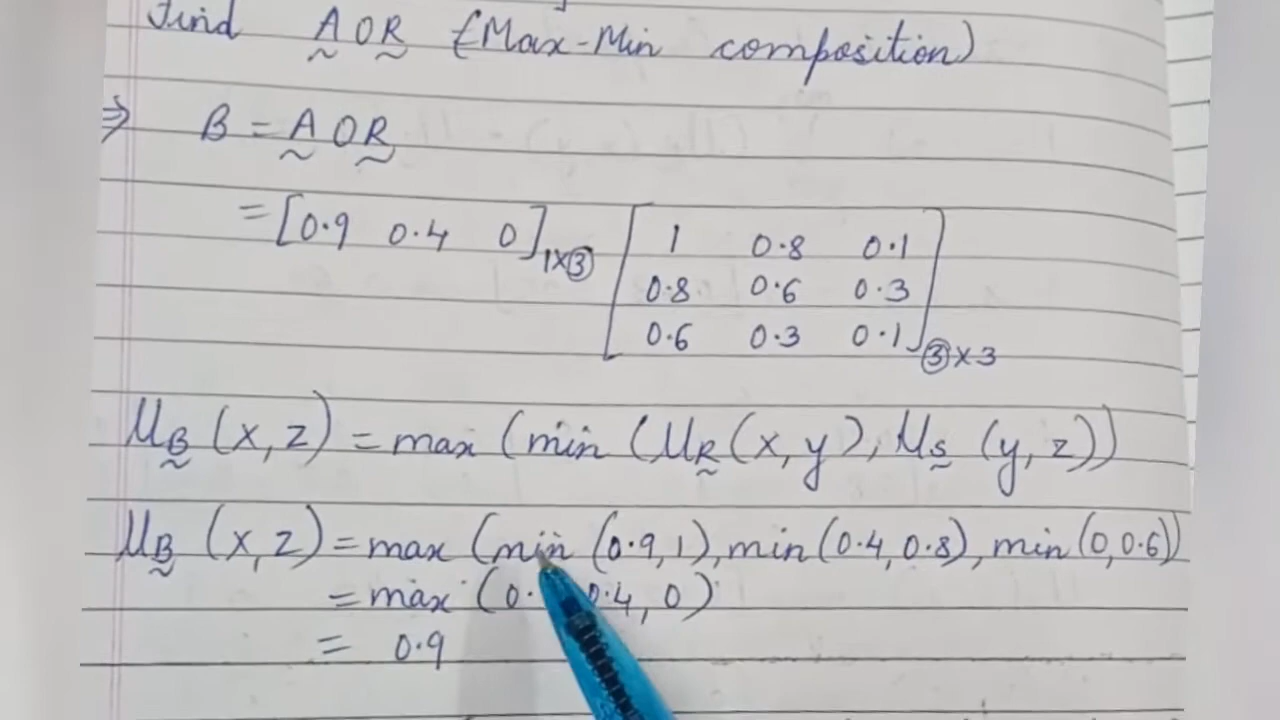 Find A O R (Max-Min composition)
⇒ B = A O R
= [0.9 0.4 0]1×3 [1 0.8 0.1
0.8 0.6 0.3
0.6 0.3 0.1]3×3
μB (x, z) = max (min (μR (x, y), μS (y, z))
μB (x, z) = max (min (0.9, 1), min (0.4, 0.8), min (0, 0.6))
= max (0. 0.4, 0)
= 0.9